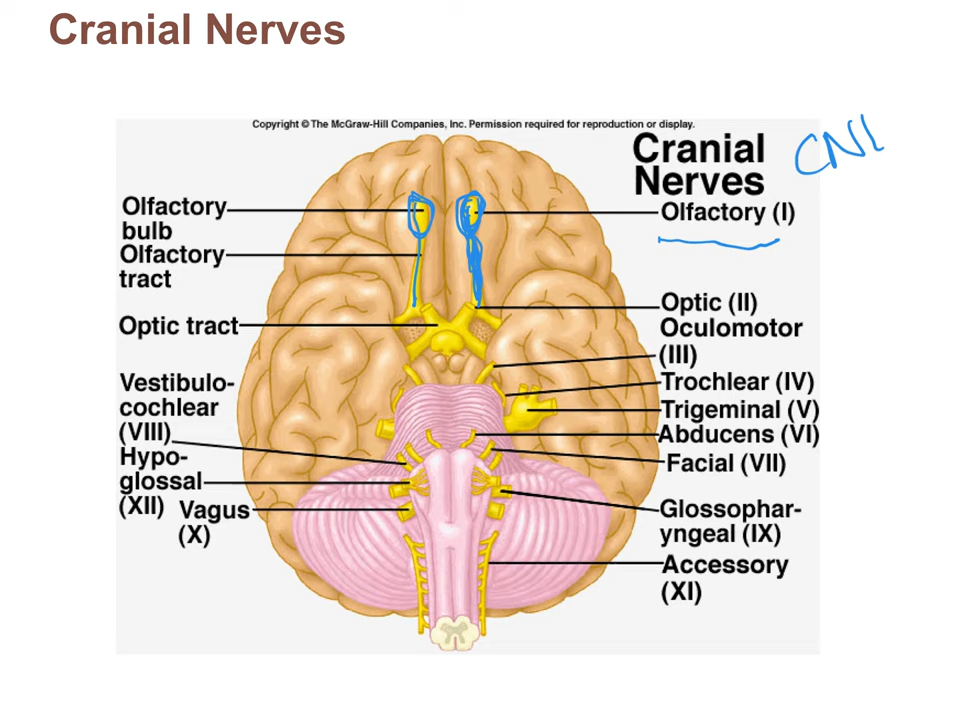 Cranial Nerves
Copyright © The McGraw-Hill Companies, Inc. Permission required for reproduction or display.
Cranial
Nerves
CN1
Olfactory
bulb
Olfactory
tract
Optic tract
Vestibulo-
cochlear
(VIII)
Hypo-
glossal
(XII)
Vagus
(X)
Olfactory (I)
Optic (II)
Oculomotor
(III)
Trochlear (IV)
Trigeminal (V)
Abducens (VI)
Facial (VII)
Glossophar-
yngeal (IX)
Accessory
(XI)